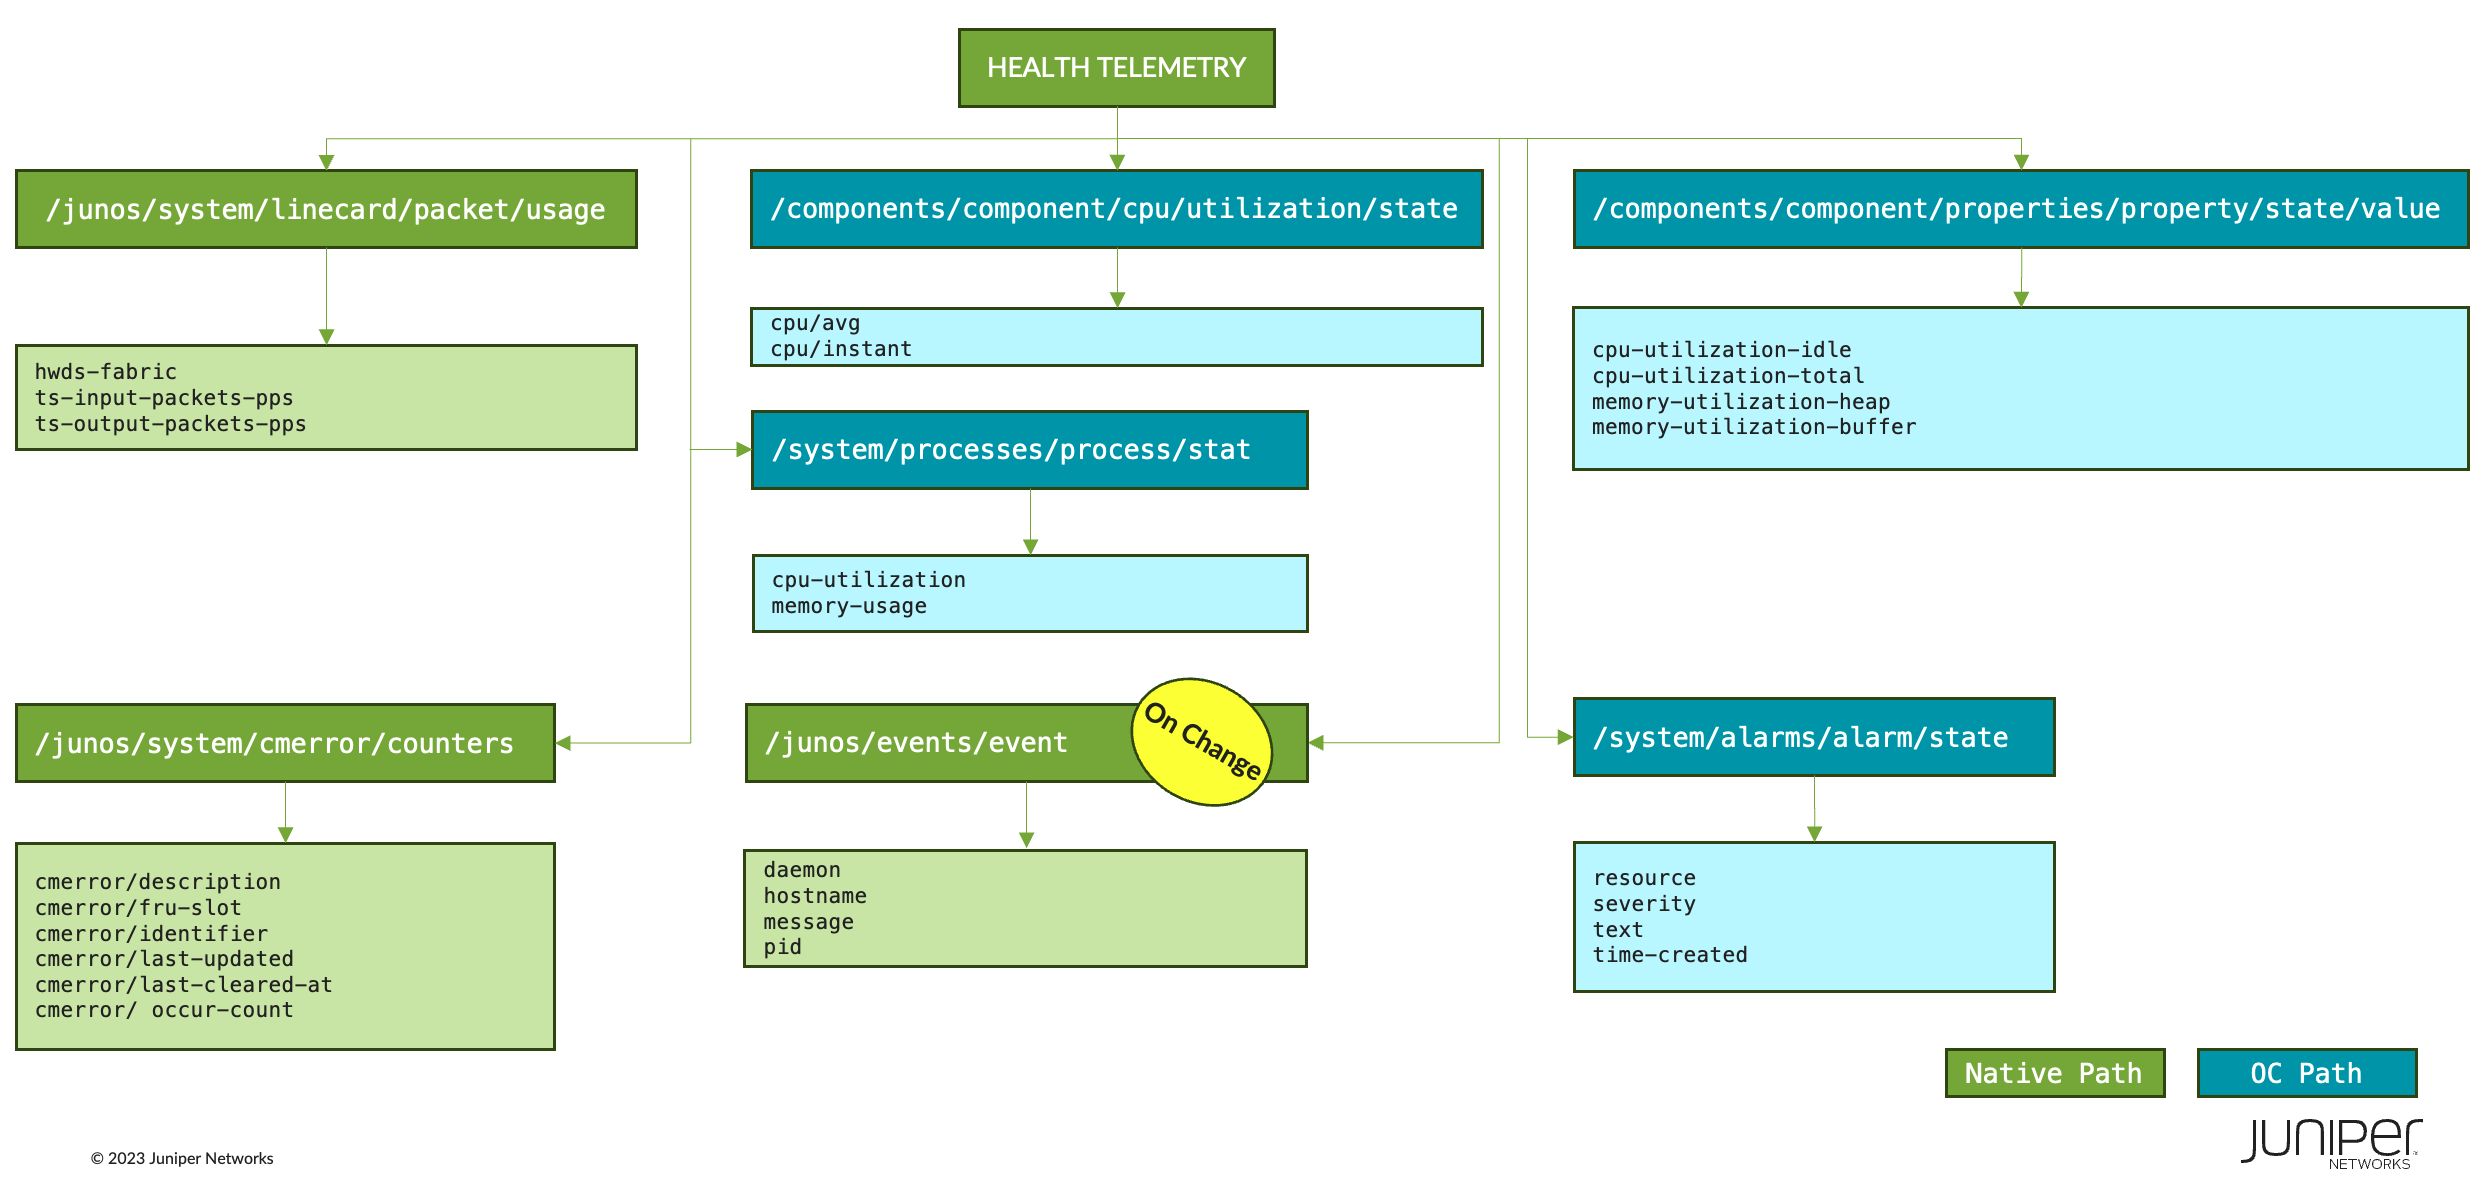 HEALTH TELEMETRY
/junos/system/linecard/packet/usage
/components/component/cpu/utilization/state
/components/component/properties/property/state/value
hwds-fabric
ts-input-packets-pps
ts-output-packets-pps
cpu/avg
cpu/instant
cpu-utilization-idle
cpu-utilization-total
memory-utilization-heap
memory-utilization-buffer
/system/processes/process/stat
cpu-utilization
memory-usage
/junos/system/cmerror/counters
/junos/events/event
On Change
/system/alarms/alarm/state
cmerror/description
cmerror/fru-slot
cmerror/identifier
cmerror/last-updated
cmerror/last-cleared-at
cmerror/ occur-count
daemon
hostname
message
pid
resource
severity
text
time-created
Native Path
OC Path
© 2023 Juniper Networks
JUNIPER
NETWORKS